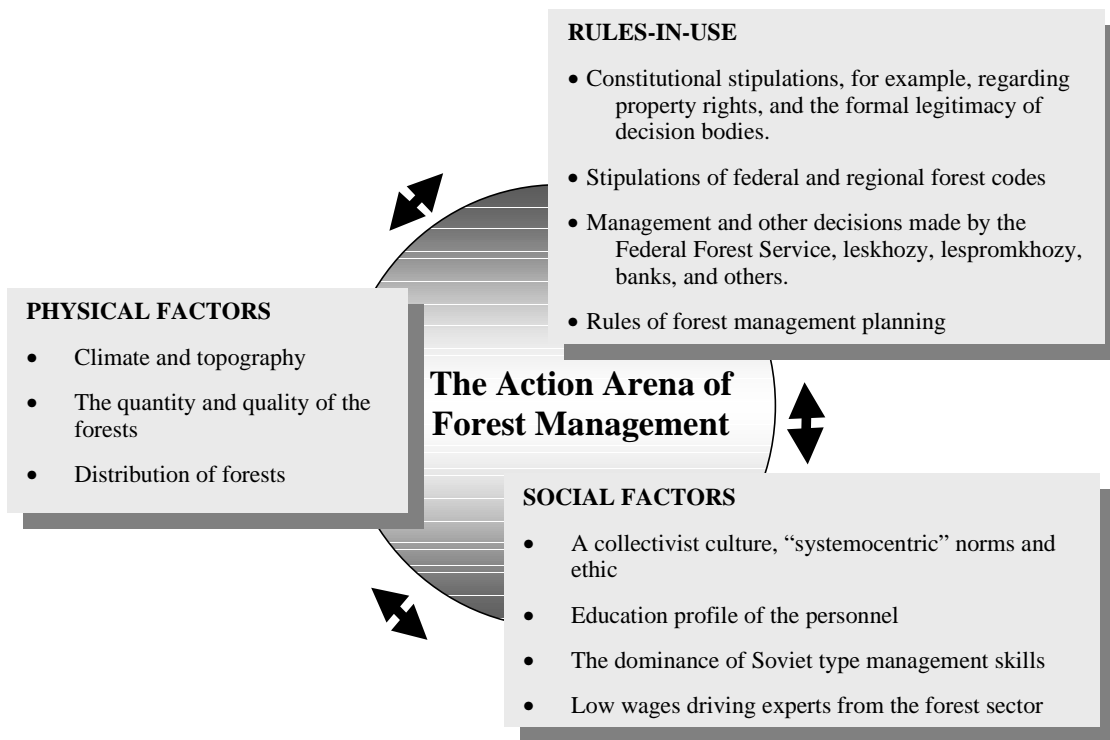 RULES-IN-USE
• Constitutional stipulations, for example, regarding
property rights, and the formal legitimacy of
decision bodies.
• Stipulations of federal and regional forest codes
• Management and other decisions made by the
Federal Forest Service, leskhozy, lespromkhozy,
banks, and others.
• Rules of forest management planning
PHYSICAL FACTORS
• Climate and topography
• The quantity and quality of the
forests
• Distribution of forests
The Action Arena of
Forest Management
SOCIAL FACTORS
• A collectivist culture, “systemocentric” norms and
ethic
• Education profile of the personnel
• The dominance of Soviet type management skills
• Low wages driving experts from the forest sector